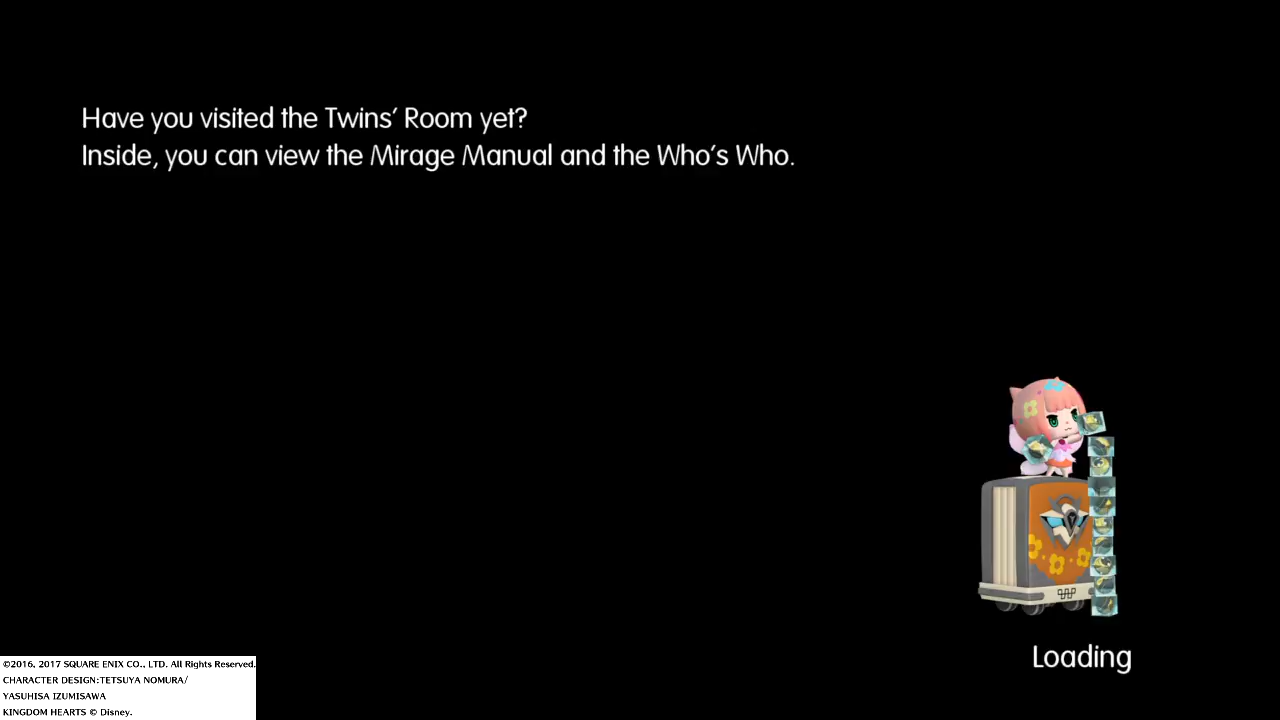 Have you visited the Twins' Room yet?
Inside, you can view the Mirage Manual and the Who's Who.
Loading
©2016, 2017 SQUARE ENIX CO., LTD. All Rights Reserved.
CHARACTER DESIGN:TETSUYA NOMURA/
YASUHISA IZUMISAWA
KINGDOM HEARTS © Disney.